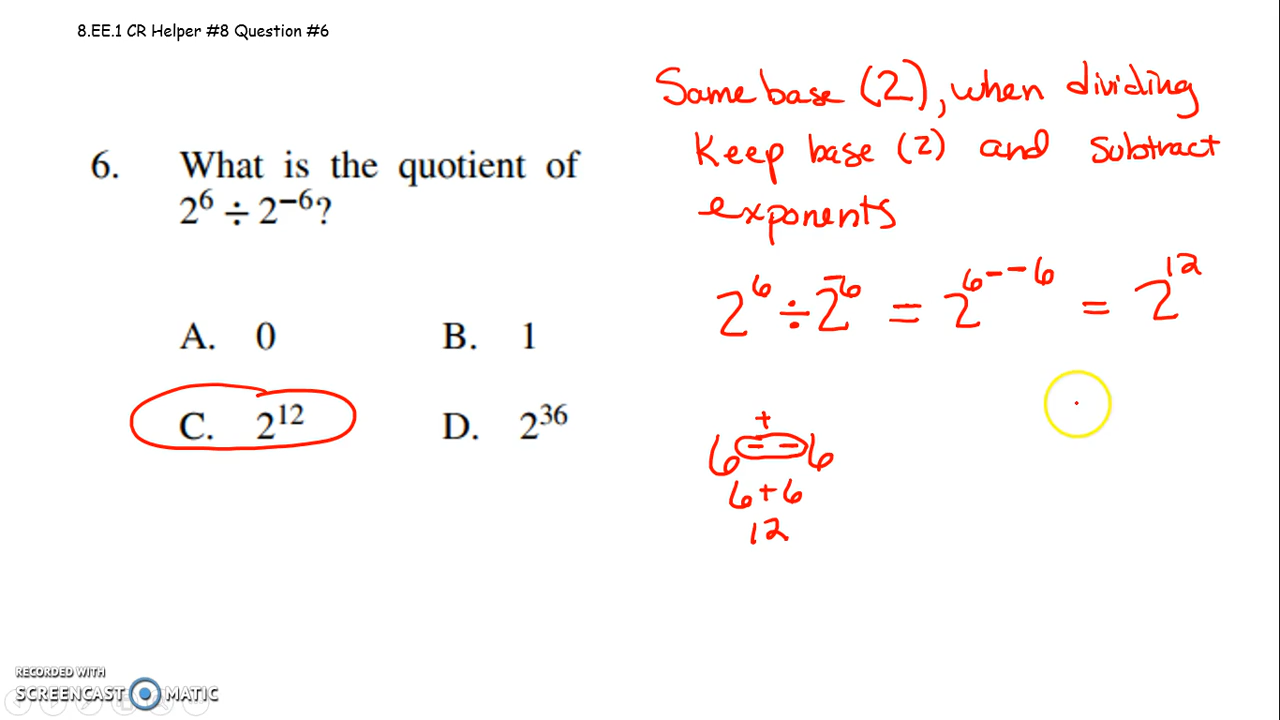 8.EE.1 CR Helper #8 Question #6
6. What is the quotient of
2⁶ ÷ 2⁻⁶?
A. 0 B. 1
C. 2¹² D. 2³⁶
Same base (2), when dividing
Keep base (2) and subtract
exponents
2⁶ ÷ 2⁻⁶ = 2⁶⁻⁻⁶ = 2¹²
+
6 - - 6
6 + 6
12
RECORDED WITH
SCREENCAST MATIC